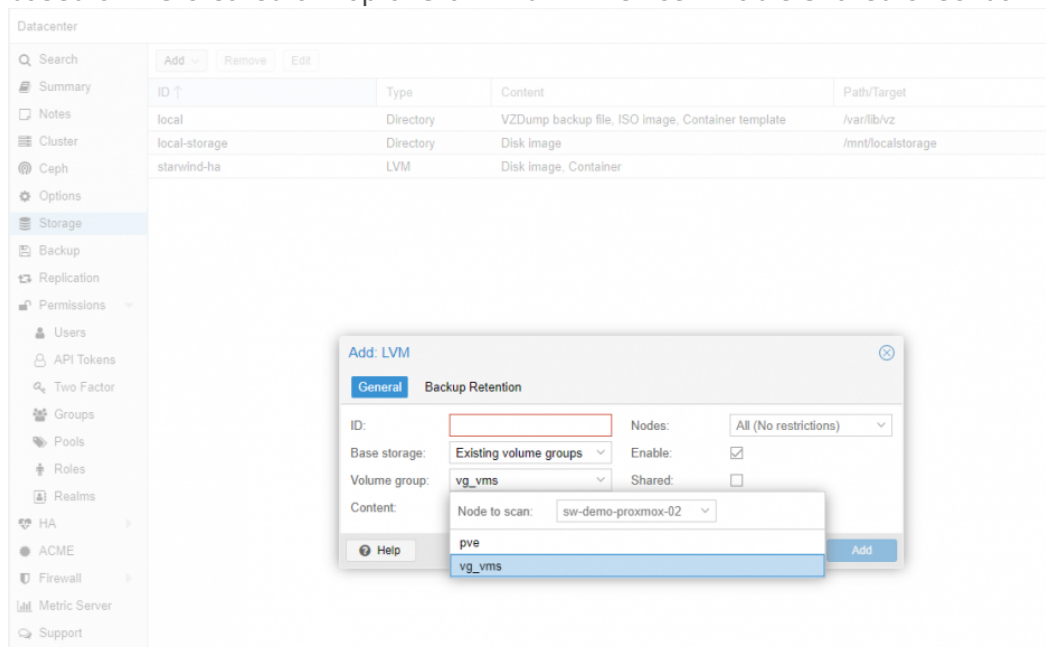 Datacenter
Search
Summary
Notes
Cluster
Ceph
Options
Storage
Backup
Replication
Permissions
Users
API Tokens
Two Factor
Groups
Pools
Roles
Realms
HA
ACME
Firewall
Metric Server
Support
Add Remove Edit
ID ↑ Type Content Path/Target
local Directory VZDump backup file, ISO image, Container template /var/lib/vz
local-storage Directory Disk image /mnt/localstorage
starwind-ha LVM Disk image, Container
Add: LVM
General Backup Retention
ID: Nodes: All (No restrictions)
Base storage: Existing volume groups Enable:
Volume group: vg_vms Shared:
Content: Node to scan: sw-demo-proxmox-02
pve
vg_vms
Help Add